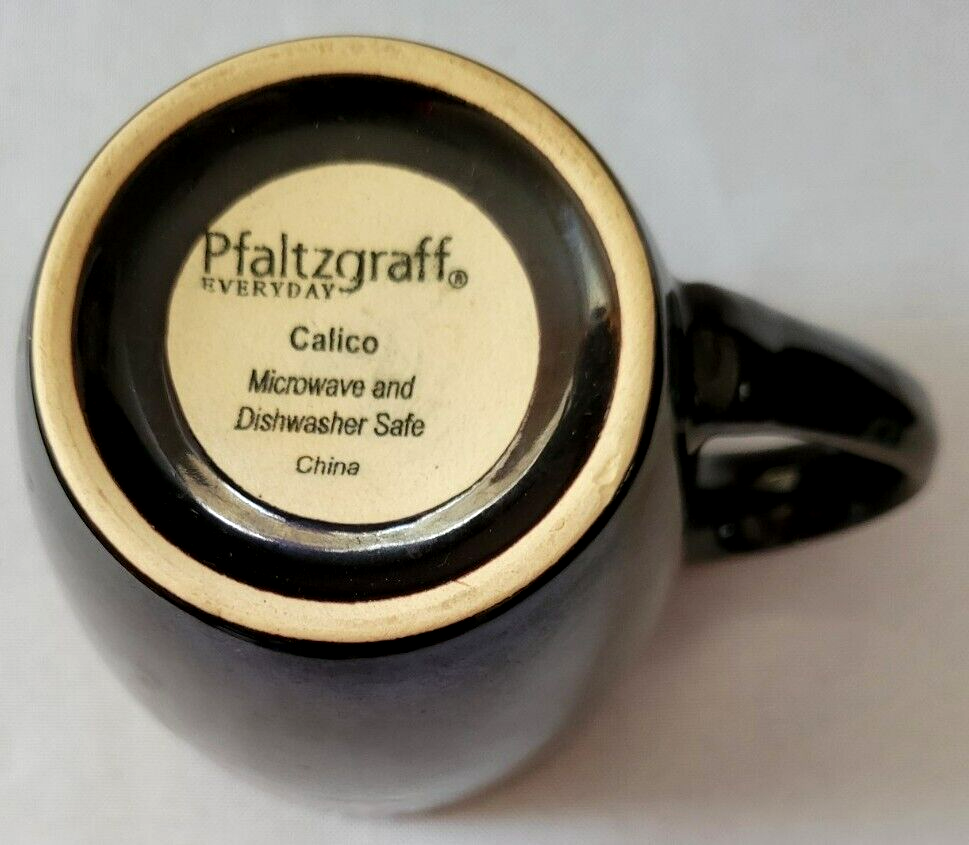 Pfaltzgraff®
EVERYDAY
Calico
Microwave and
Dishwasher Safe
China